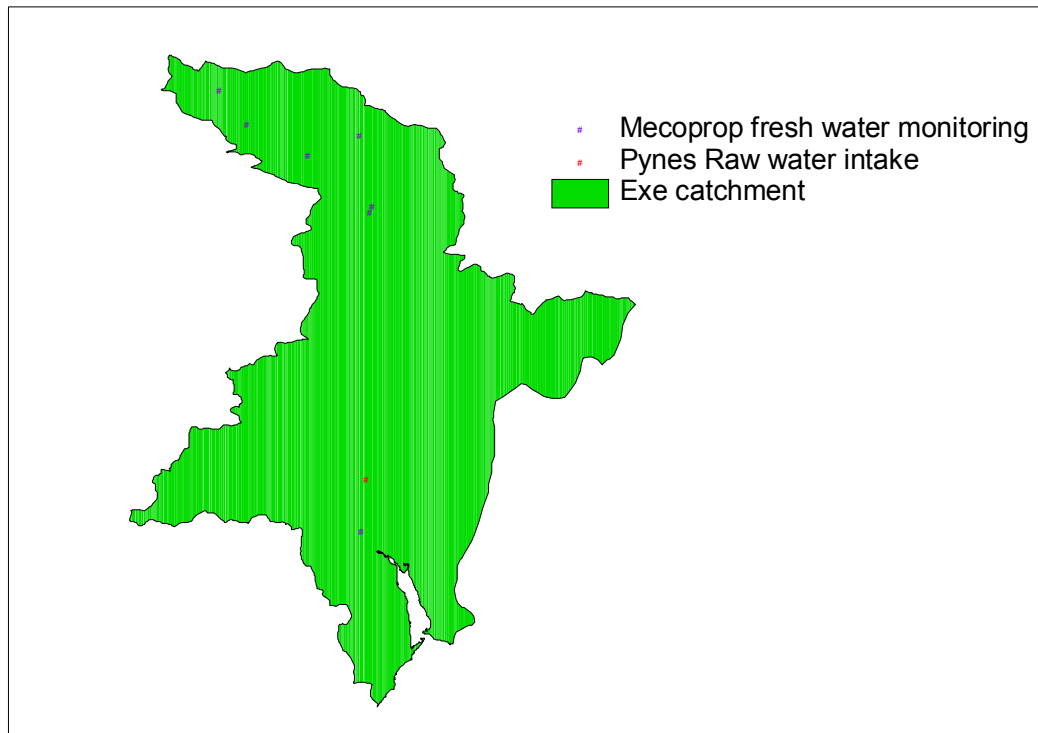 # Mecoprop fresh water monitoring
# Pynes Raw water intake
Exe catchment